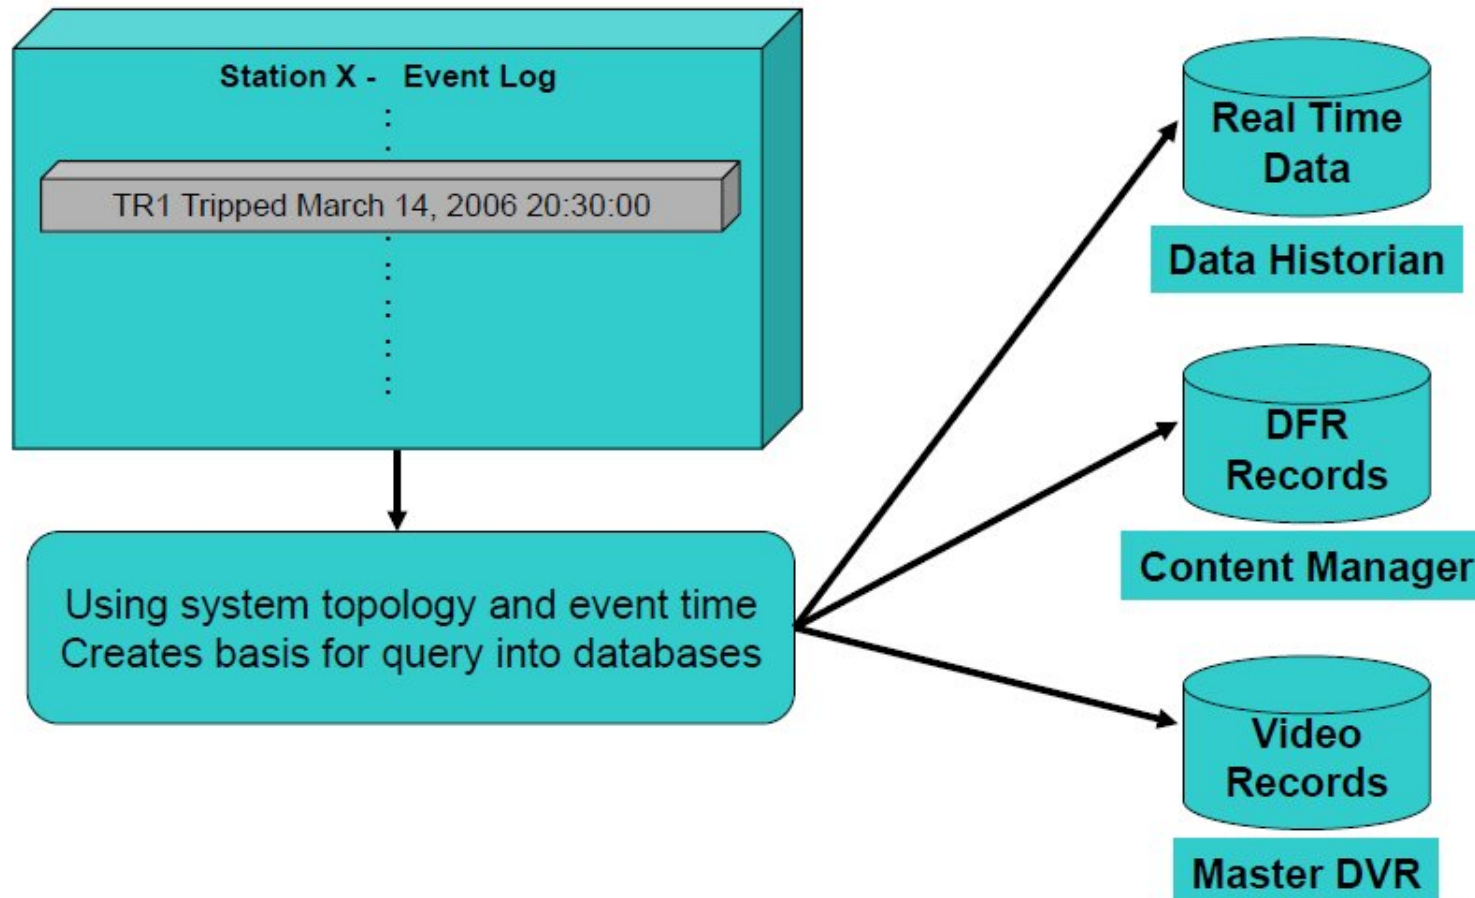 Station X - Event Log
TR1 Tripped March 14, 2006 20:30:00
Using system topology and event time
Creates basis for query into databases
Real Time
Data
Data Historian
DFR
Records
Content Manager
Video
Records
Master DVR